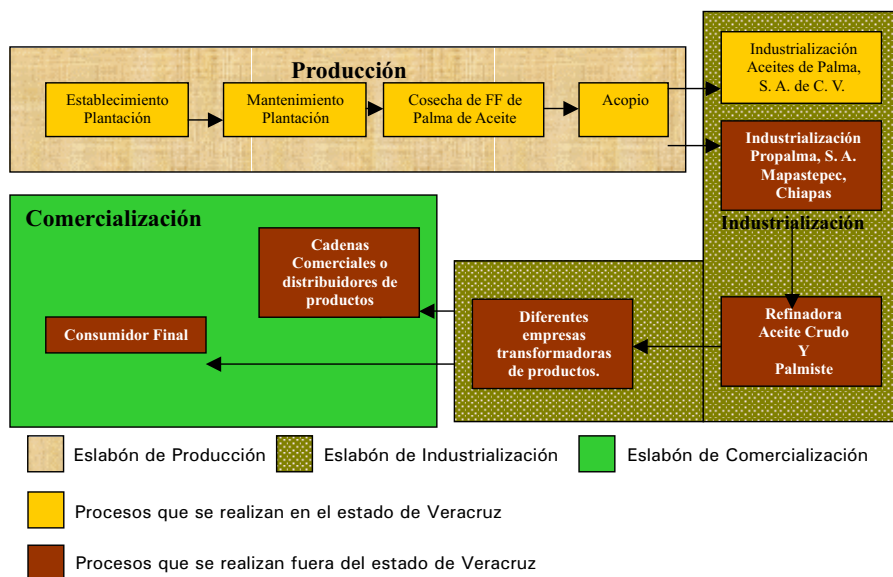 Producción
Establecimiento
Plantación
Mantenimiento
Plantación
Cosecha de FF de
Palma de Aceite
Acopio
Industrialización
Aceites de Palma,
S. A. de C. V.
Industrialización
Propalma, S. A.
Mapastepec,
Chiapas
Industrialización
Refinadora
Aceite Crudo
Y
Palmiste
Diferentes
empresas
transformadoras
de productos.
Comercialización
Cadenas
Comerciales o
distribuidores de
productos
Consumidor Final
Eslabón de Producción
Eslabón de Industrialización
Eslabón de Comercialización
Procesos que se realizan en el estado de Veracruz
Procesos que se realizan fuera del estado de Veracruz